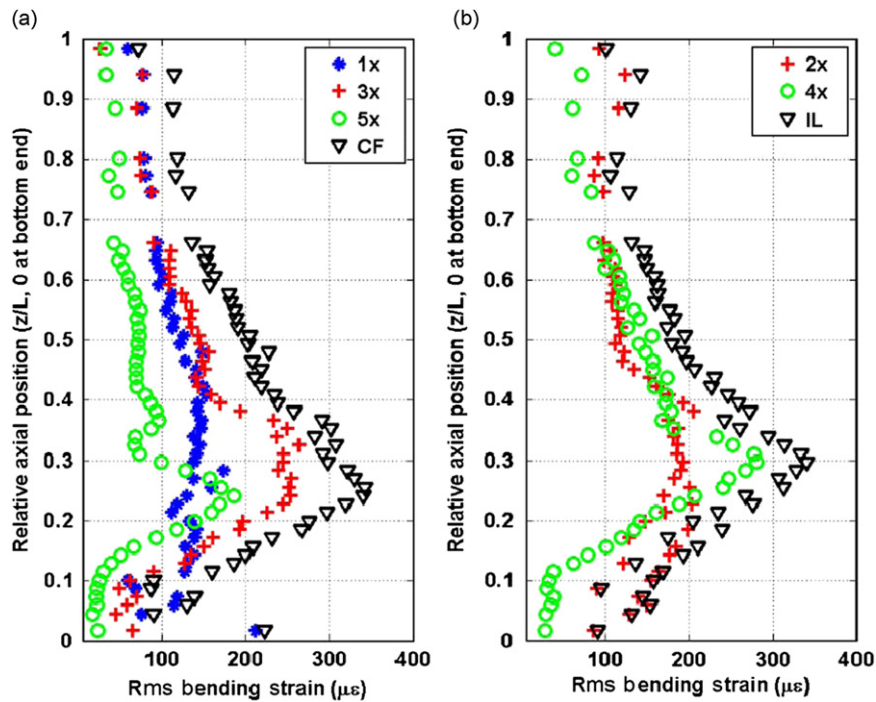 (a)
1
0.9
0.8
0.7
0.6
0.5
0.4
0.3
0.2
0.1
0
100
200
300
400
Relative axial position (z/L, 0 at bottom end)
Rms bending strain (με)
1x
3x
5x
CF
(b)
1
0.9
0.8
0.7
0.6
0.5
0.4
0.3
0.2
0.1
0
100
200
300
400
Relative axial position (z/L, 0 at bottom end)
Rms bending strain (με)
2x
4x
IL